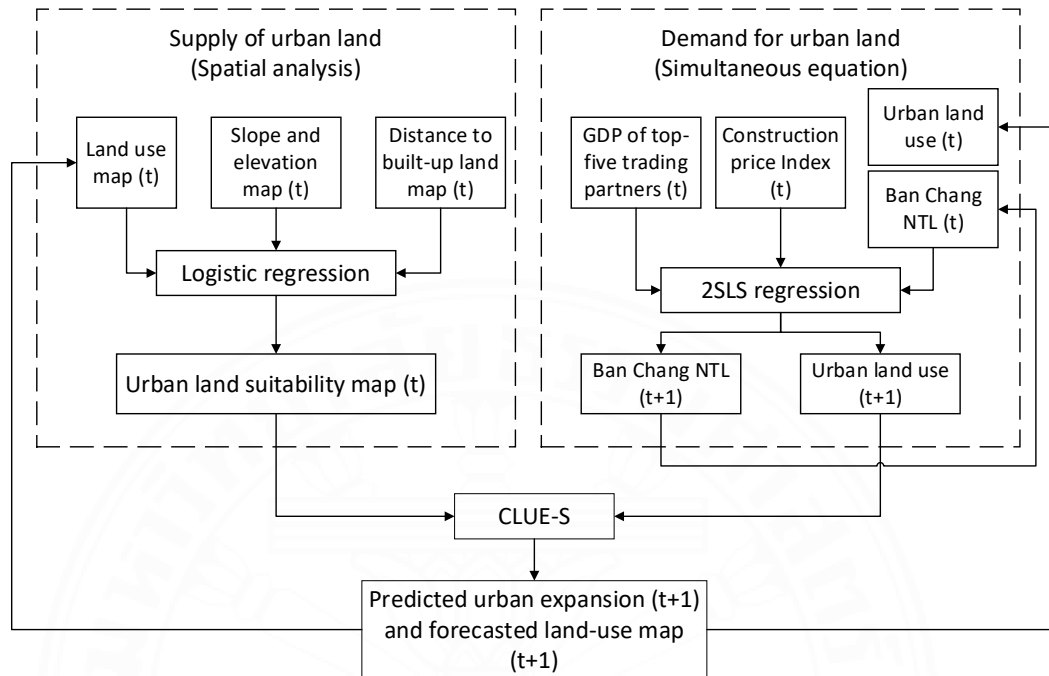 Supply of urban land
(Spatial analysis)
Land use
map (t)
Slope and
elevation
map (t)
Distance to
built-up land
map (t)
Logistic regression
Urban land suitability map (t)
Demand for urban land
(Simultaneous equation)
GDP of top-
five trading
partners (t)
Construction
price Index
(t)
Urban land
use (t)
Ban Chang
NTL (t)
2SLS regression
Ban Chang NTL
(t+1)
Urban land use
(t+1)
CLUE-S
Predicted urban expansion (t+1)
and forecasted land-use map
(t+1)